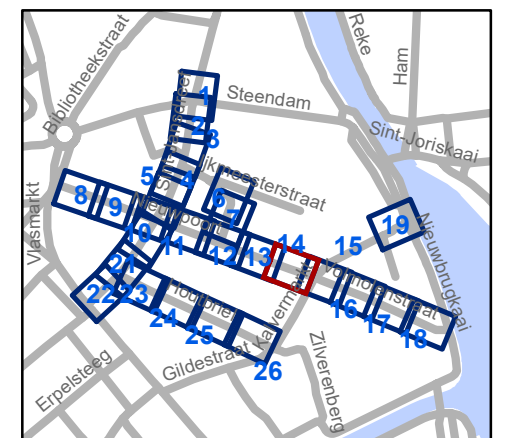 Bibliotheekstraat
Reke
Ham
Steendam
Sint-Joriskaai
1
2
3
4
5
6
7
8
9
10
11
12
13
14
15
16
17
18
19
21
22
23
24
25
26
Vlasmarkt
Nieuwpoort
Nieuwbrugkaai
Gildestraat
Zilverenberg
Erpelsteeg